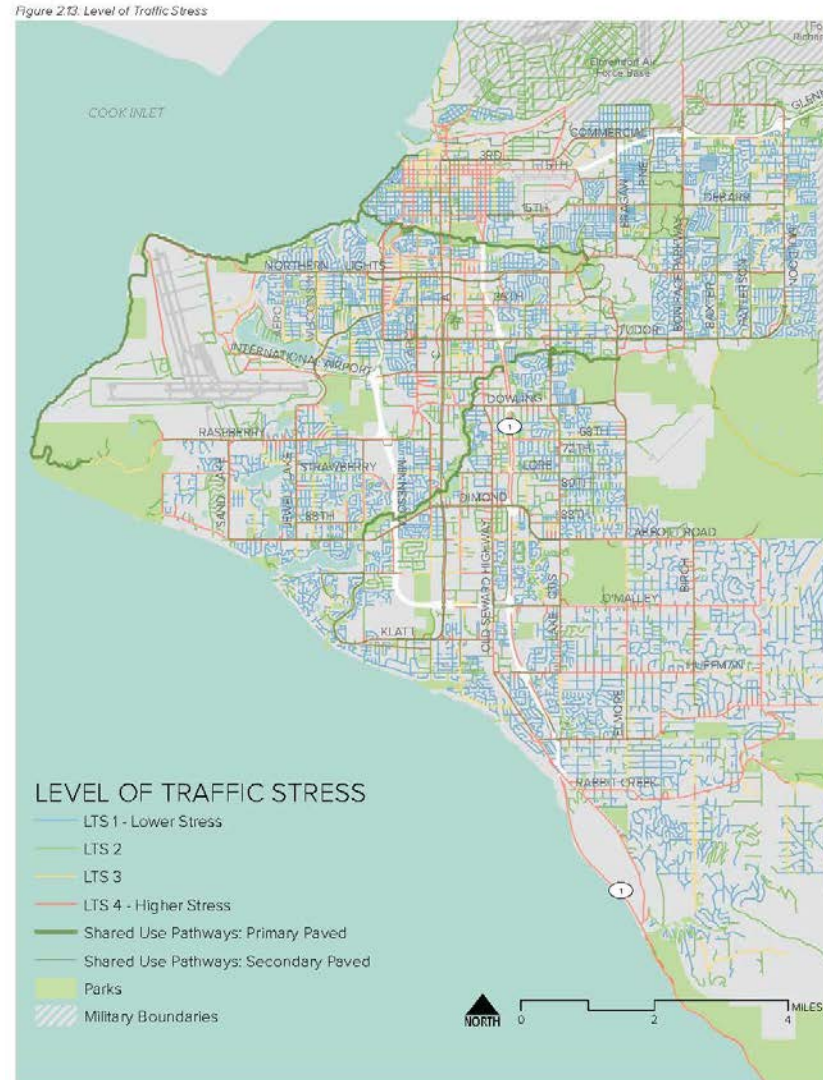 Figure 2.13: Level of Traffic Stress
COOK INLET
Elmendorf Air
Force Base
COMMERCIAL
3RD
5TH
15TH
BRAGAW
PINE
DEBARR
BONIFACE PARKWAY
BAXTER
PATTERSON
NORTHERN LIGHTS
36TH
TUDOR
AERO
WISCONSIN
A
C
INTERNATIONAL AIRPORT
DOWLING
1
RASPBERRY
68TH
72TH
STRAWBERRY
LORE
80TH
SAND LAKE
JEWEL LAKE
MINNESOTA
DIMOND
88TH
88TH
ABBOTT ROAD
OLD SEWARD HIGHWAY
LAKE OTIS
BIRCH
O'MALLEY
KLATT
HUFFMAN
ELMORE
RABBIT CREEK
1
LEVEL OF TRAFFIC STRESS
LTS 1 - Lower Stress
LTS 2
LTS 3
LTS 4 - Higher Stress
Shared Use Pathways: Primary Paved
Shared Use Pathways: Secondary Paved
Parks
Military Boundaries
NORTH
0 2 4 MILES